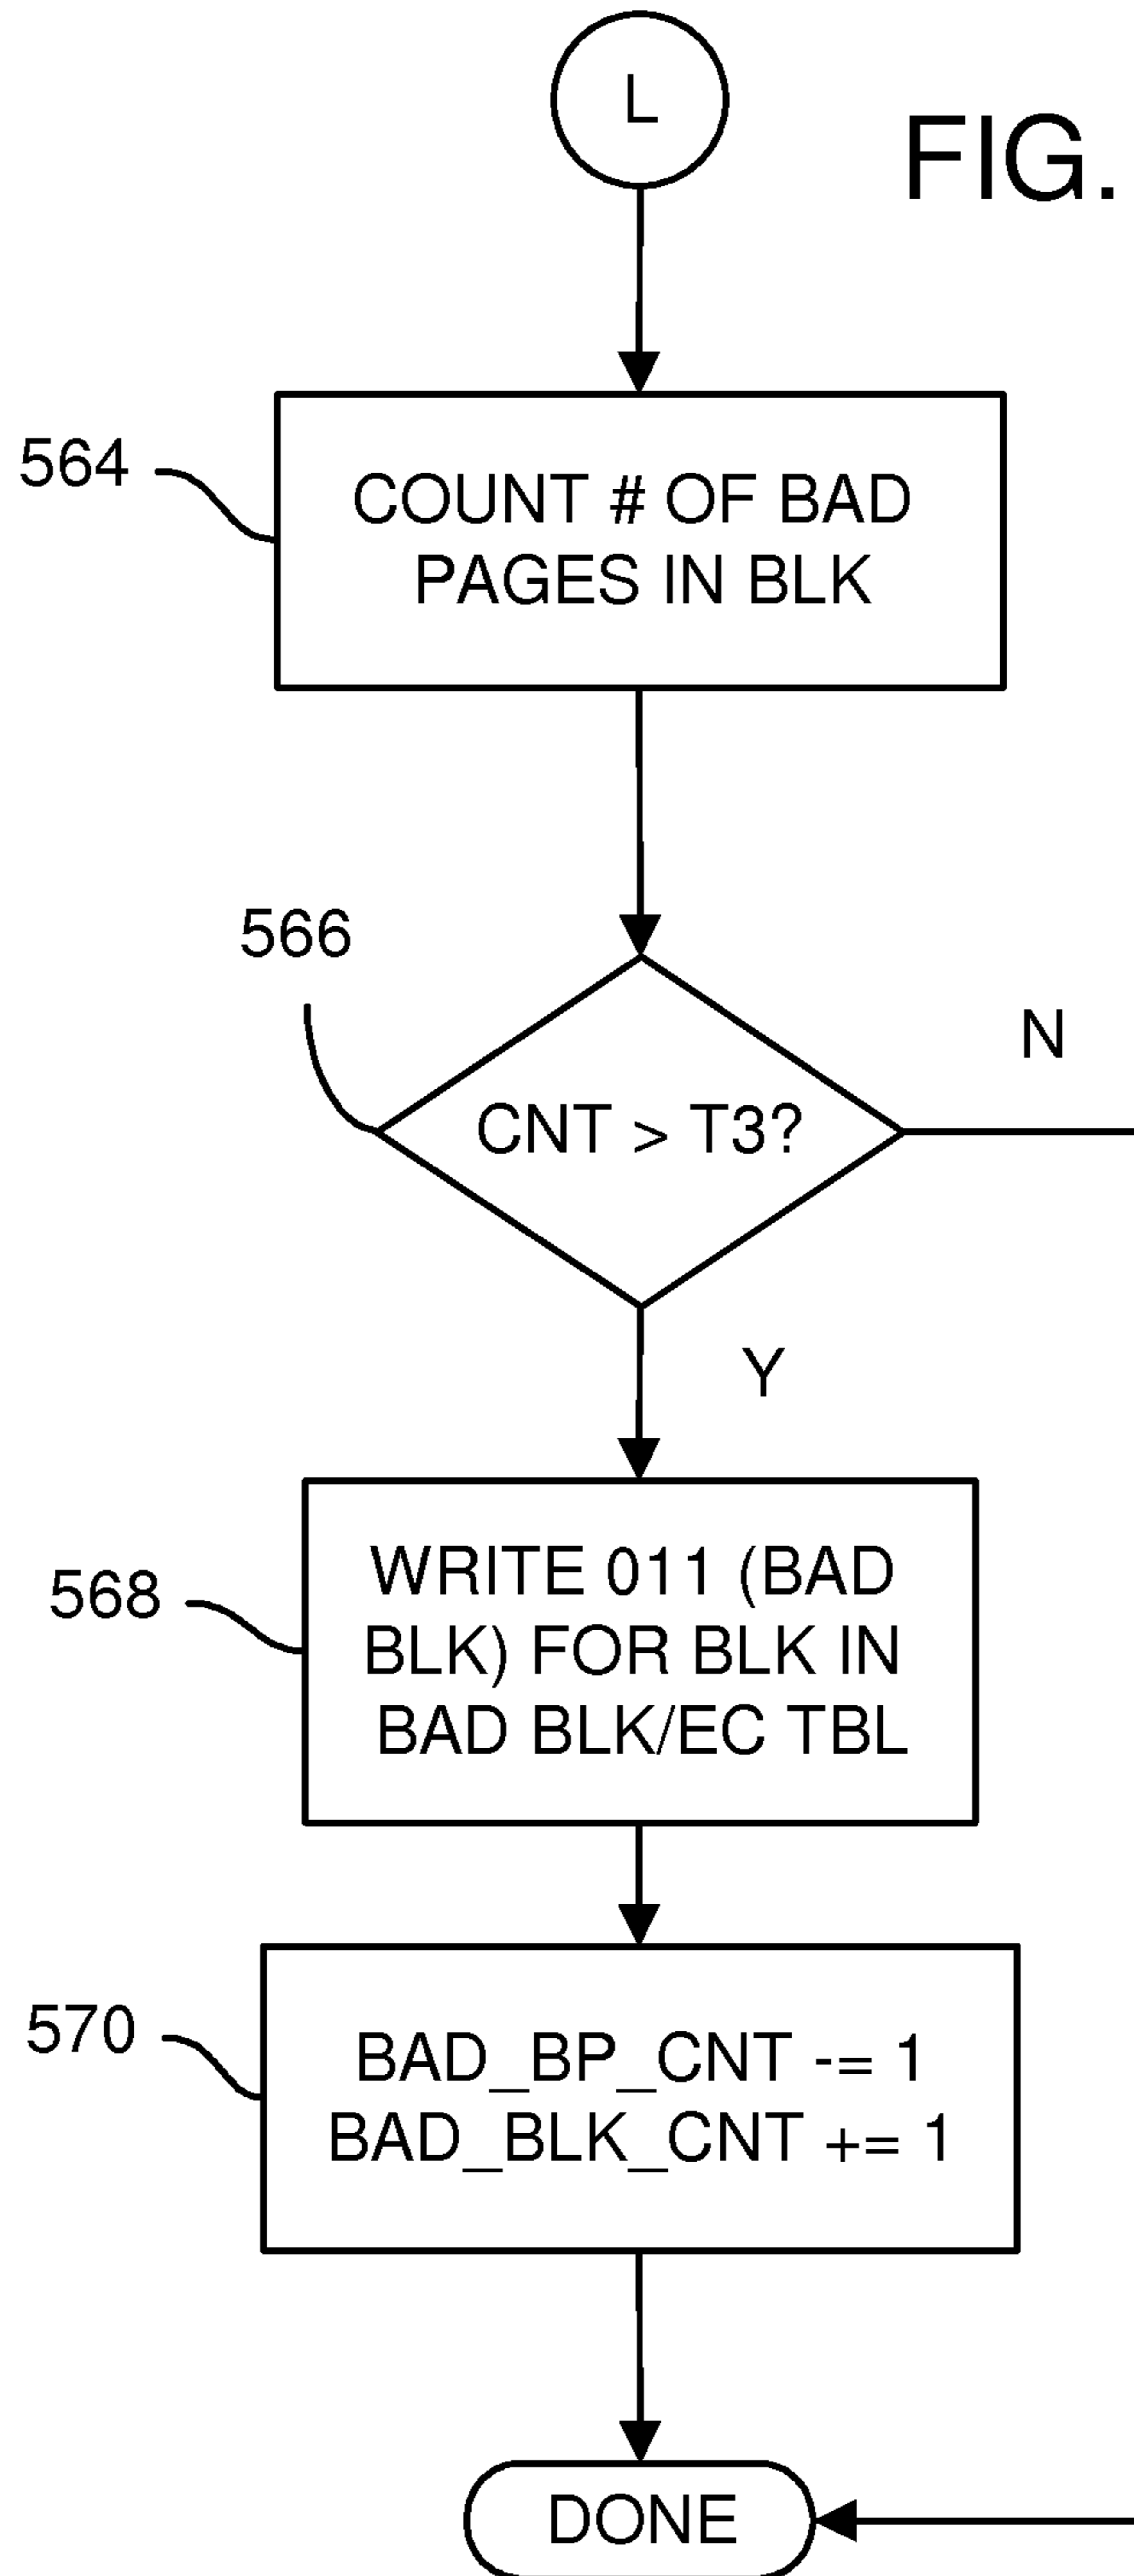 L
FIG.
564
COUNT # OF BAD
PAGES IN BLK
566
CNT > T3?
N
Y
568
WRITE 011 (BAD
BLK) FOR BLK IN
BAD BLK/EC TBL
570
BAD_BP_CNT -= 1
BAD_BLK_CNT += 1
DONE